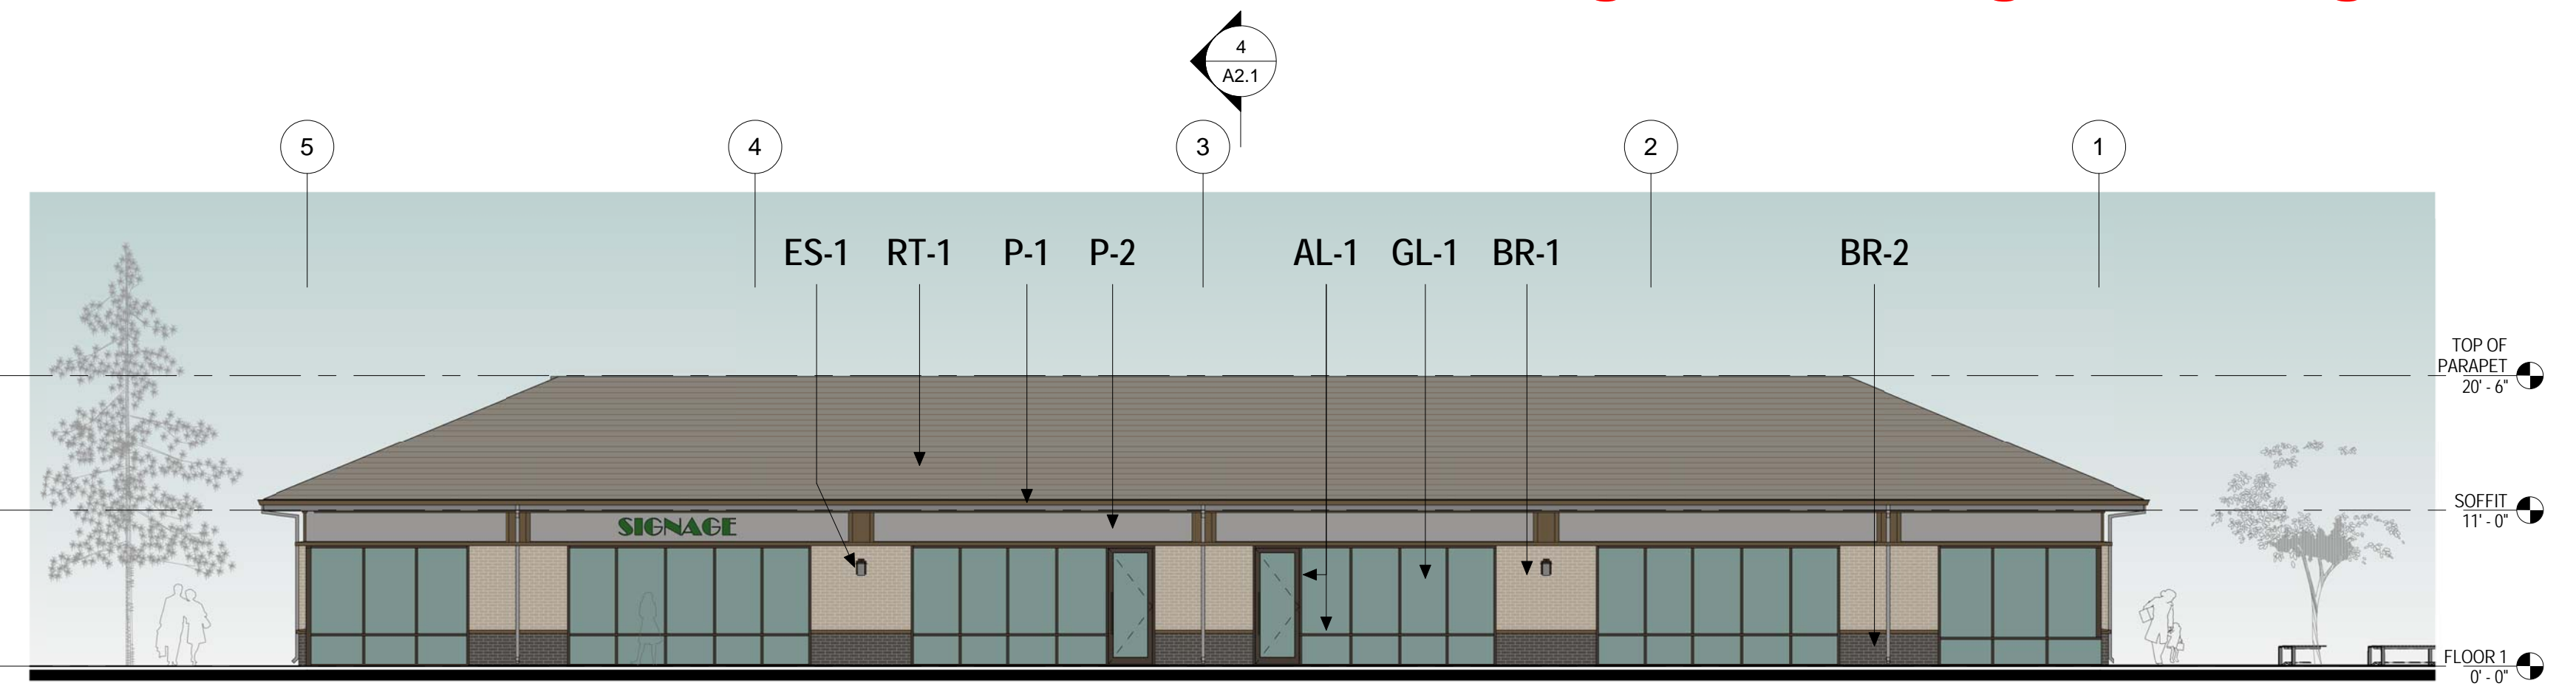 4
A2.1
5
4
3
2
1
ES-1 RT-1 P-1 P-2 AL-1 GL-1 BR-1 BR-2
TOP OF
PARAPET
20' - 6"
SOFFIT
11' - 0"
SIGNAGE
FLOOR 1
0' - 0"